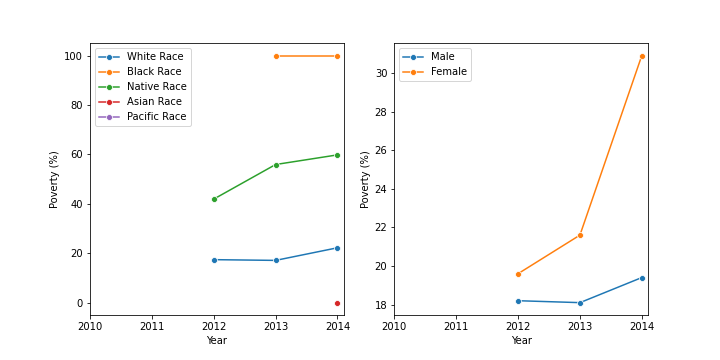 White Race
Black Race
Native Race
Asian Race
Pacific Race
100
80
60
40
20
0
Poverty (%)
2010 2011 2012 2013 2014
Year
Male
Female
30
28
26
24
22
20
18
Poverty (%)
2010 2011 2012 2013 2014
Year